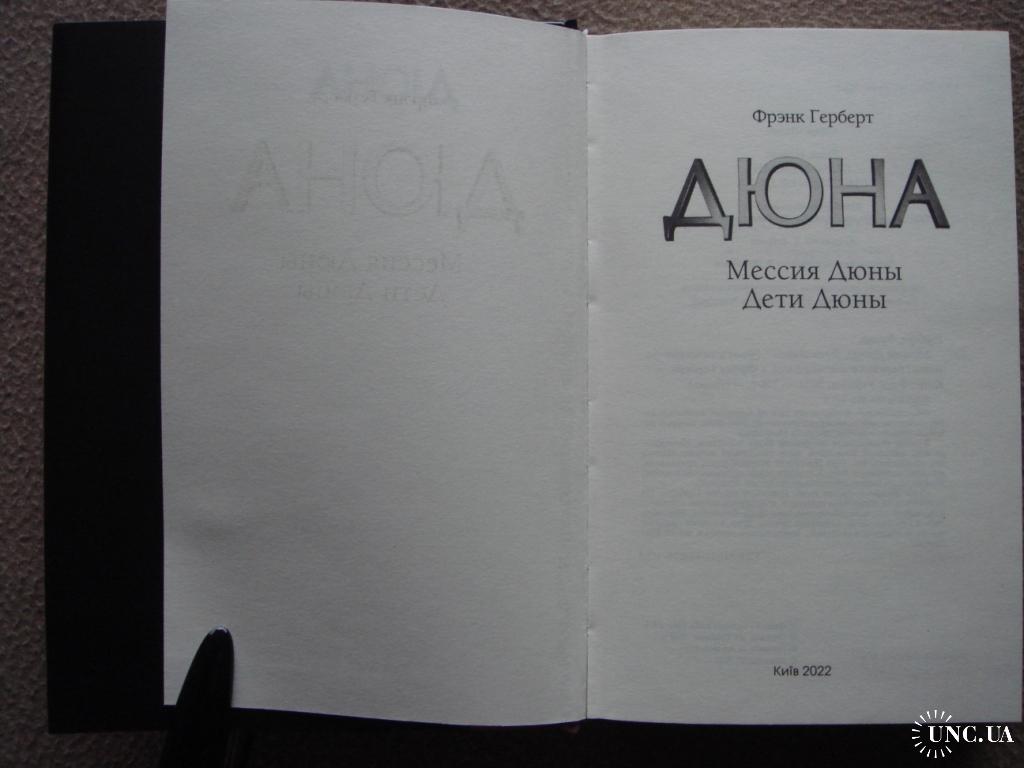 Фрэнк Герберт
ДЮНА
Мессия Дюны
Дети Дюны
Київ 2022
UNC.UA